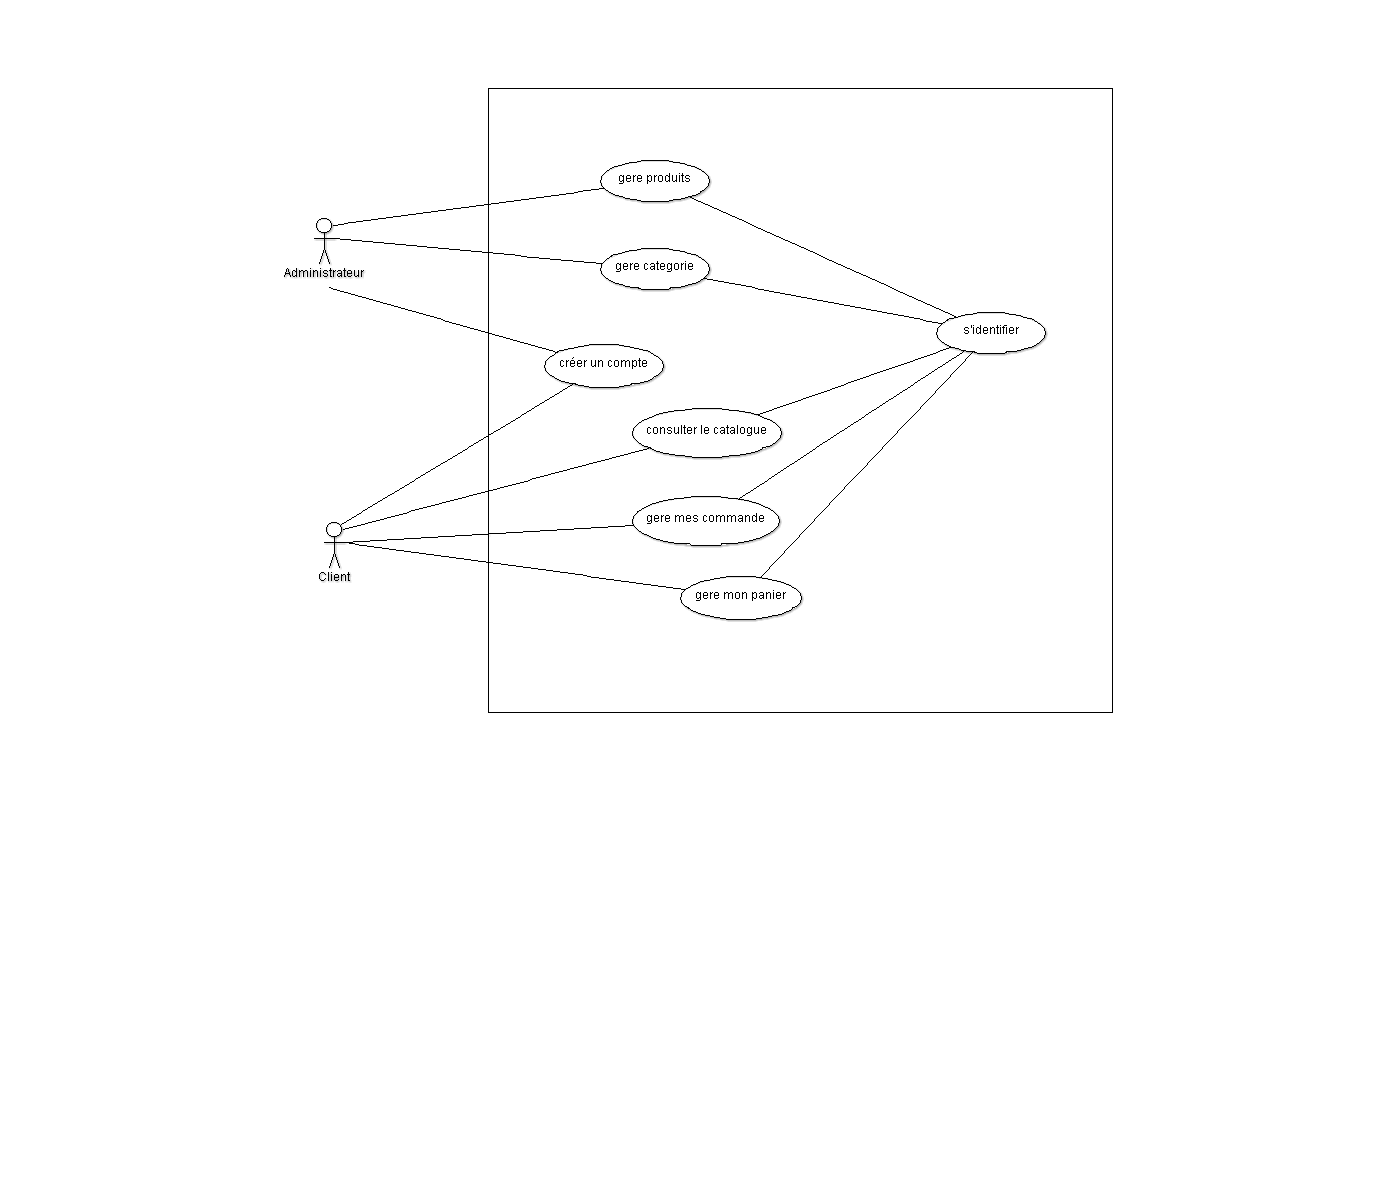 gere produits
Administrateur
gere categorie
s'identifier
créer un compte
consulter le catalogue
gere mes commande
Client
gere mon panier